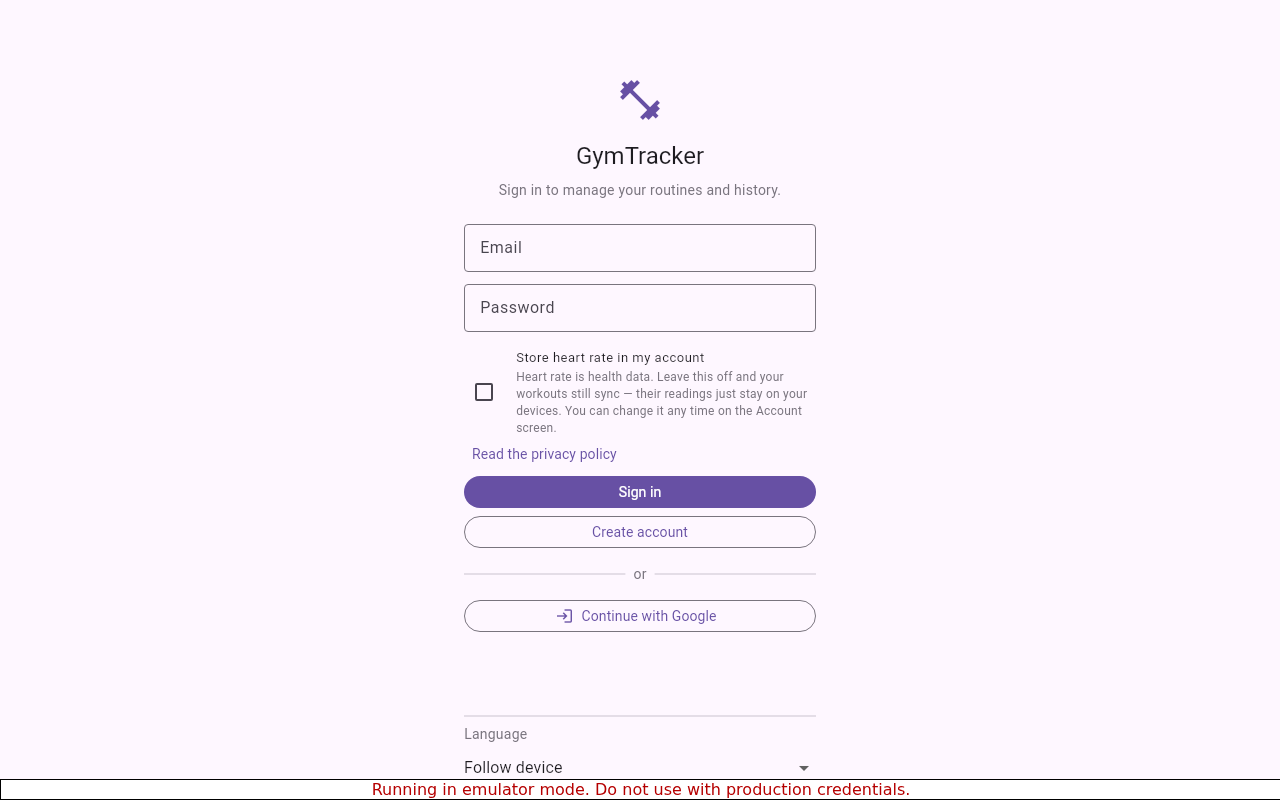 GymTracker
Sign in to manage your routines and history.
Email
Password
Store heart rate in my account
Heart rate is health data. Leave this off and your
workouts still sync — their readings just stay on your
devices. You can change it any time on the Account
screen.
Read the privacy policy
Sign in
Create account
or
Continue with Google
Language
Follow device
Running in emulator mode. Do not use with production credentials.